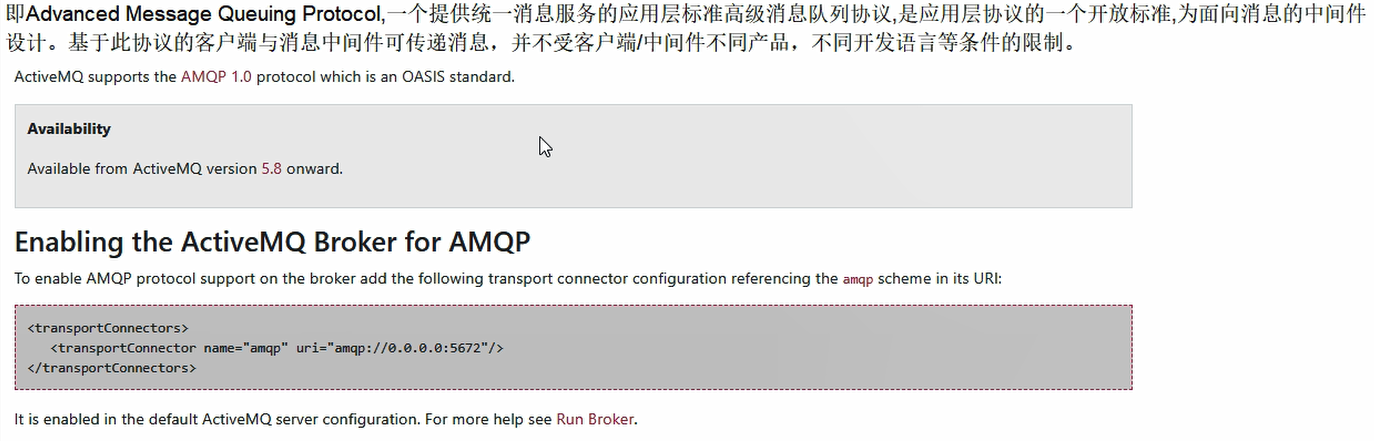 即Advanced Message Queuing Protocol,一个提供统一消息服务的应用层标准高级消息队列协议,是应用层协议的一个开放标准,为面向消息的中间件
设计。基于此协议的客户端与消息中间件可传递消息，并不受客户端/中间件不同产品，不同开发语言等条件的限制。
ActiveMQ supports the AMQP 1.0 protocol which is an OASIS standard.
Availability
Available from ActiveMQ version 5.8 onward.
Enabling the ActiveMQ Broker for AMQP
To enable AMQP protocol support on the broker add the following transport connector configuration referencing the amqp scheme in its URI:
<transportConnectors>
   <transportConnector name="amqp" uri="amqp://0.0.0.0:5672"/>
</transportConnectors>
It is enabled in the default ActiveMQ server configuration. For more help see Run Broker.